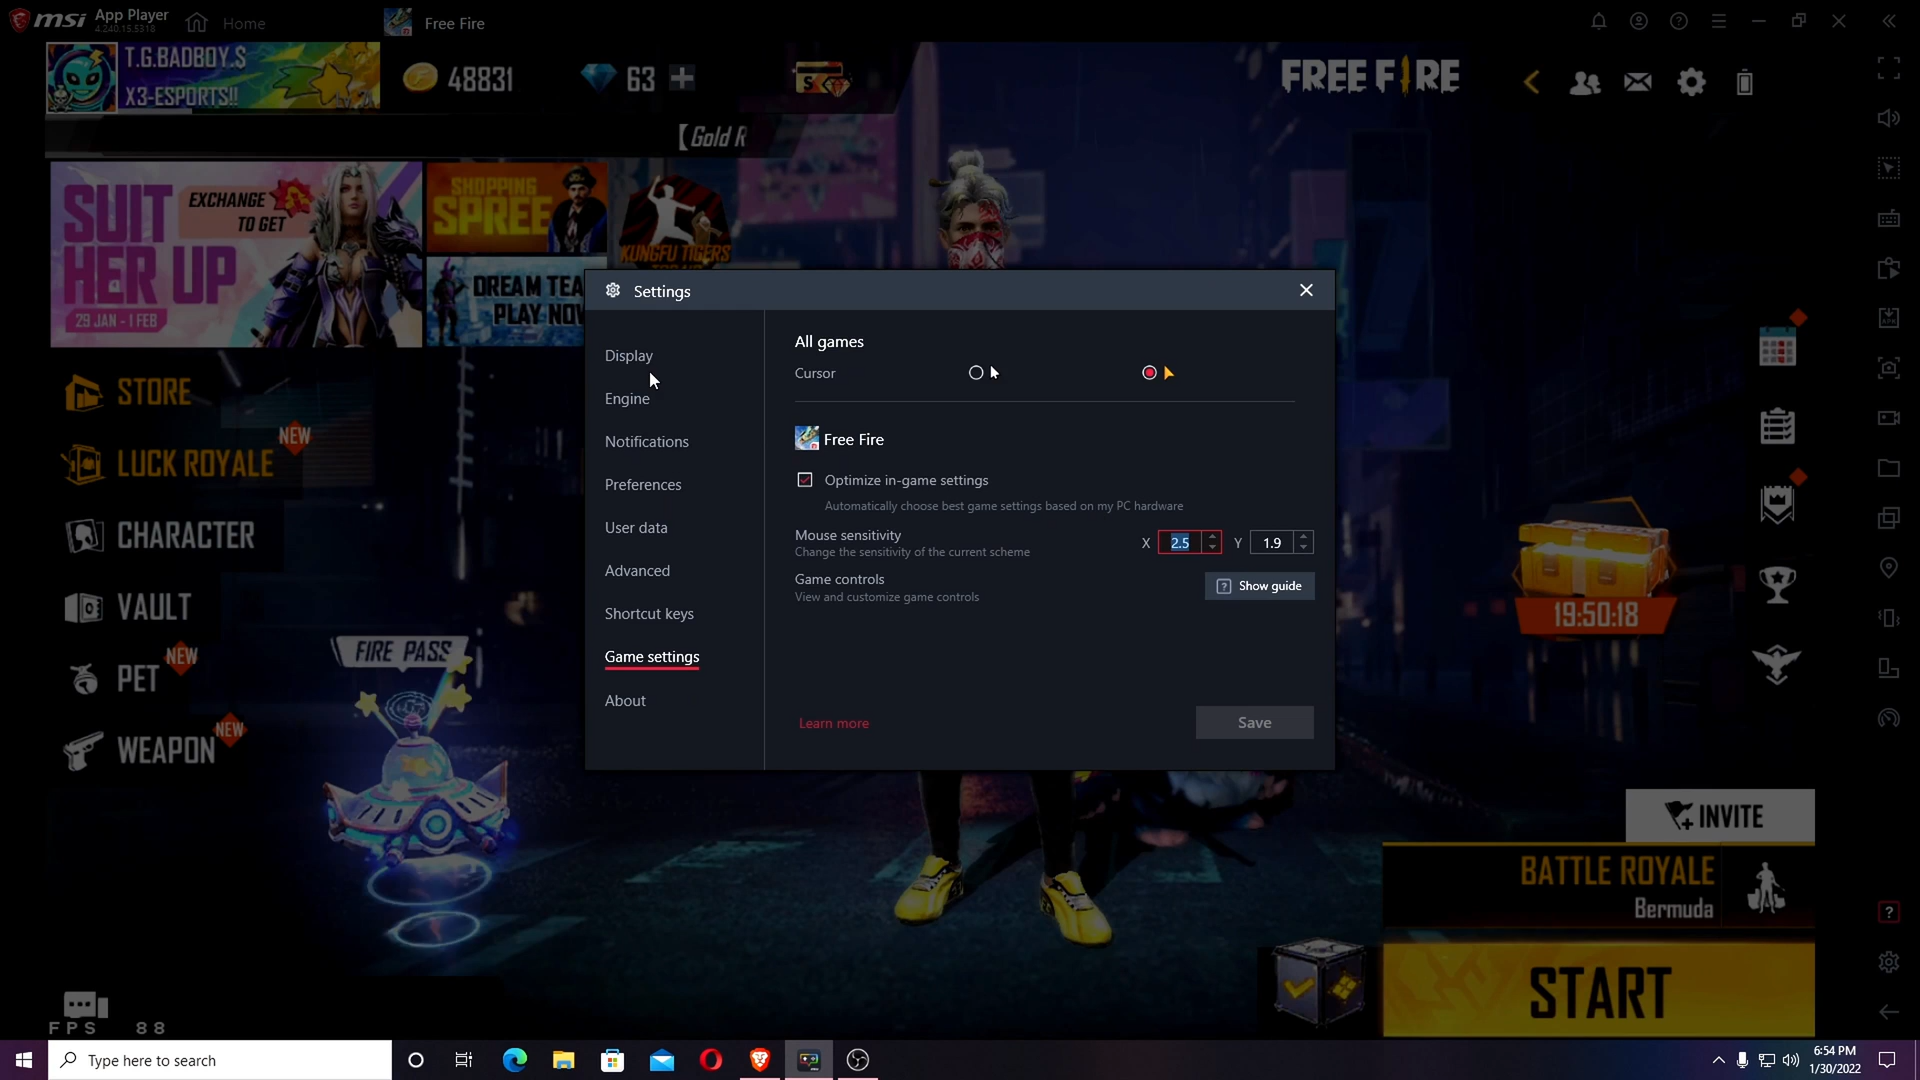 msi App Player
4.240.15.5318
Home
Free Fire
T.G.BADBOY.$
X3-ESPORTS!!
48831
63
FREE FIRE
【Gold R
SUIT
HER UP
EXCHANGE
TO GET
29 JAN - 1 FEB
SHOPPING
SPREE
DREAM TEA
PLAY NOW
KUNGFU TIGERS
STORE
NEW
LUCK ROYALE
CHARACTER
VAULT
NEW
PET
NEW
WEAPON
FIRE PASS
Settings
Display
Engine
Notifications
Preferences
User data
Advanced
Shortcut keys
Game settings
About
All games
Cursor
Free Fire
Optimize in-game settings
Automatically choose best game settings based on my PC hardware
Mouse sensitivity
Change the sensitivity of the current scheme
X 2.5 Y 1.9
Game controls
View and customize game controls
? Show guide
Learn more
Save
19:50:18
INVITE
BATTLE ROYALE
Bermuda
START
FPS 88
Type here to search
6:54 PM
1/30/2022